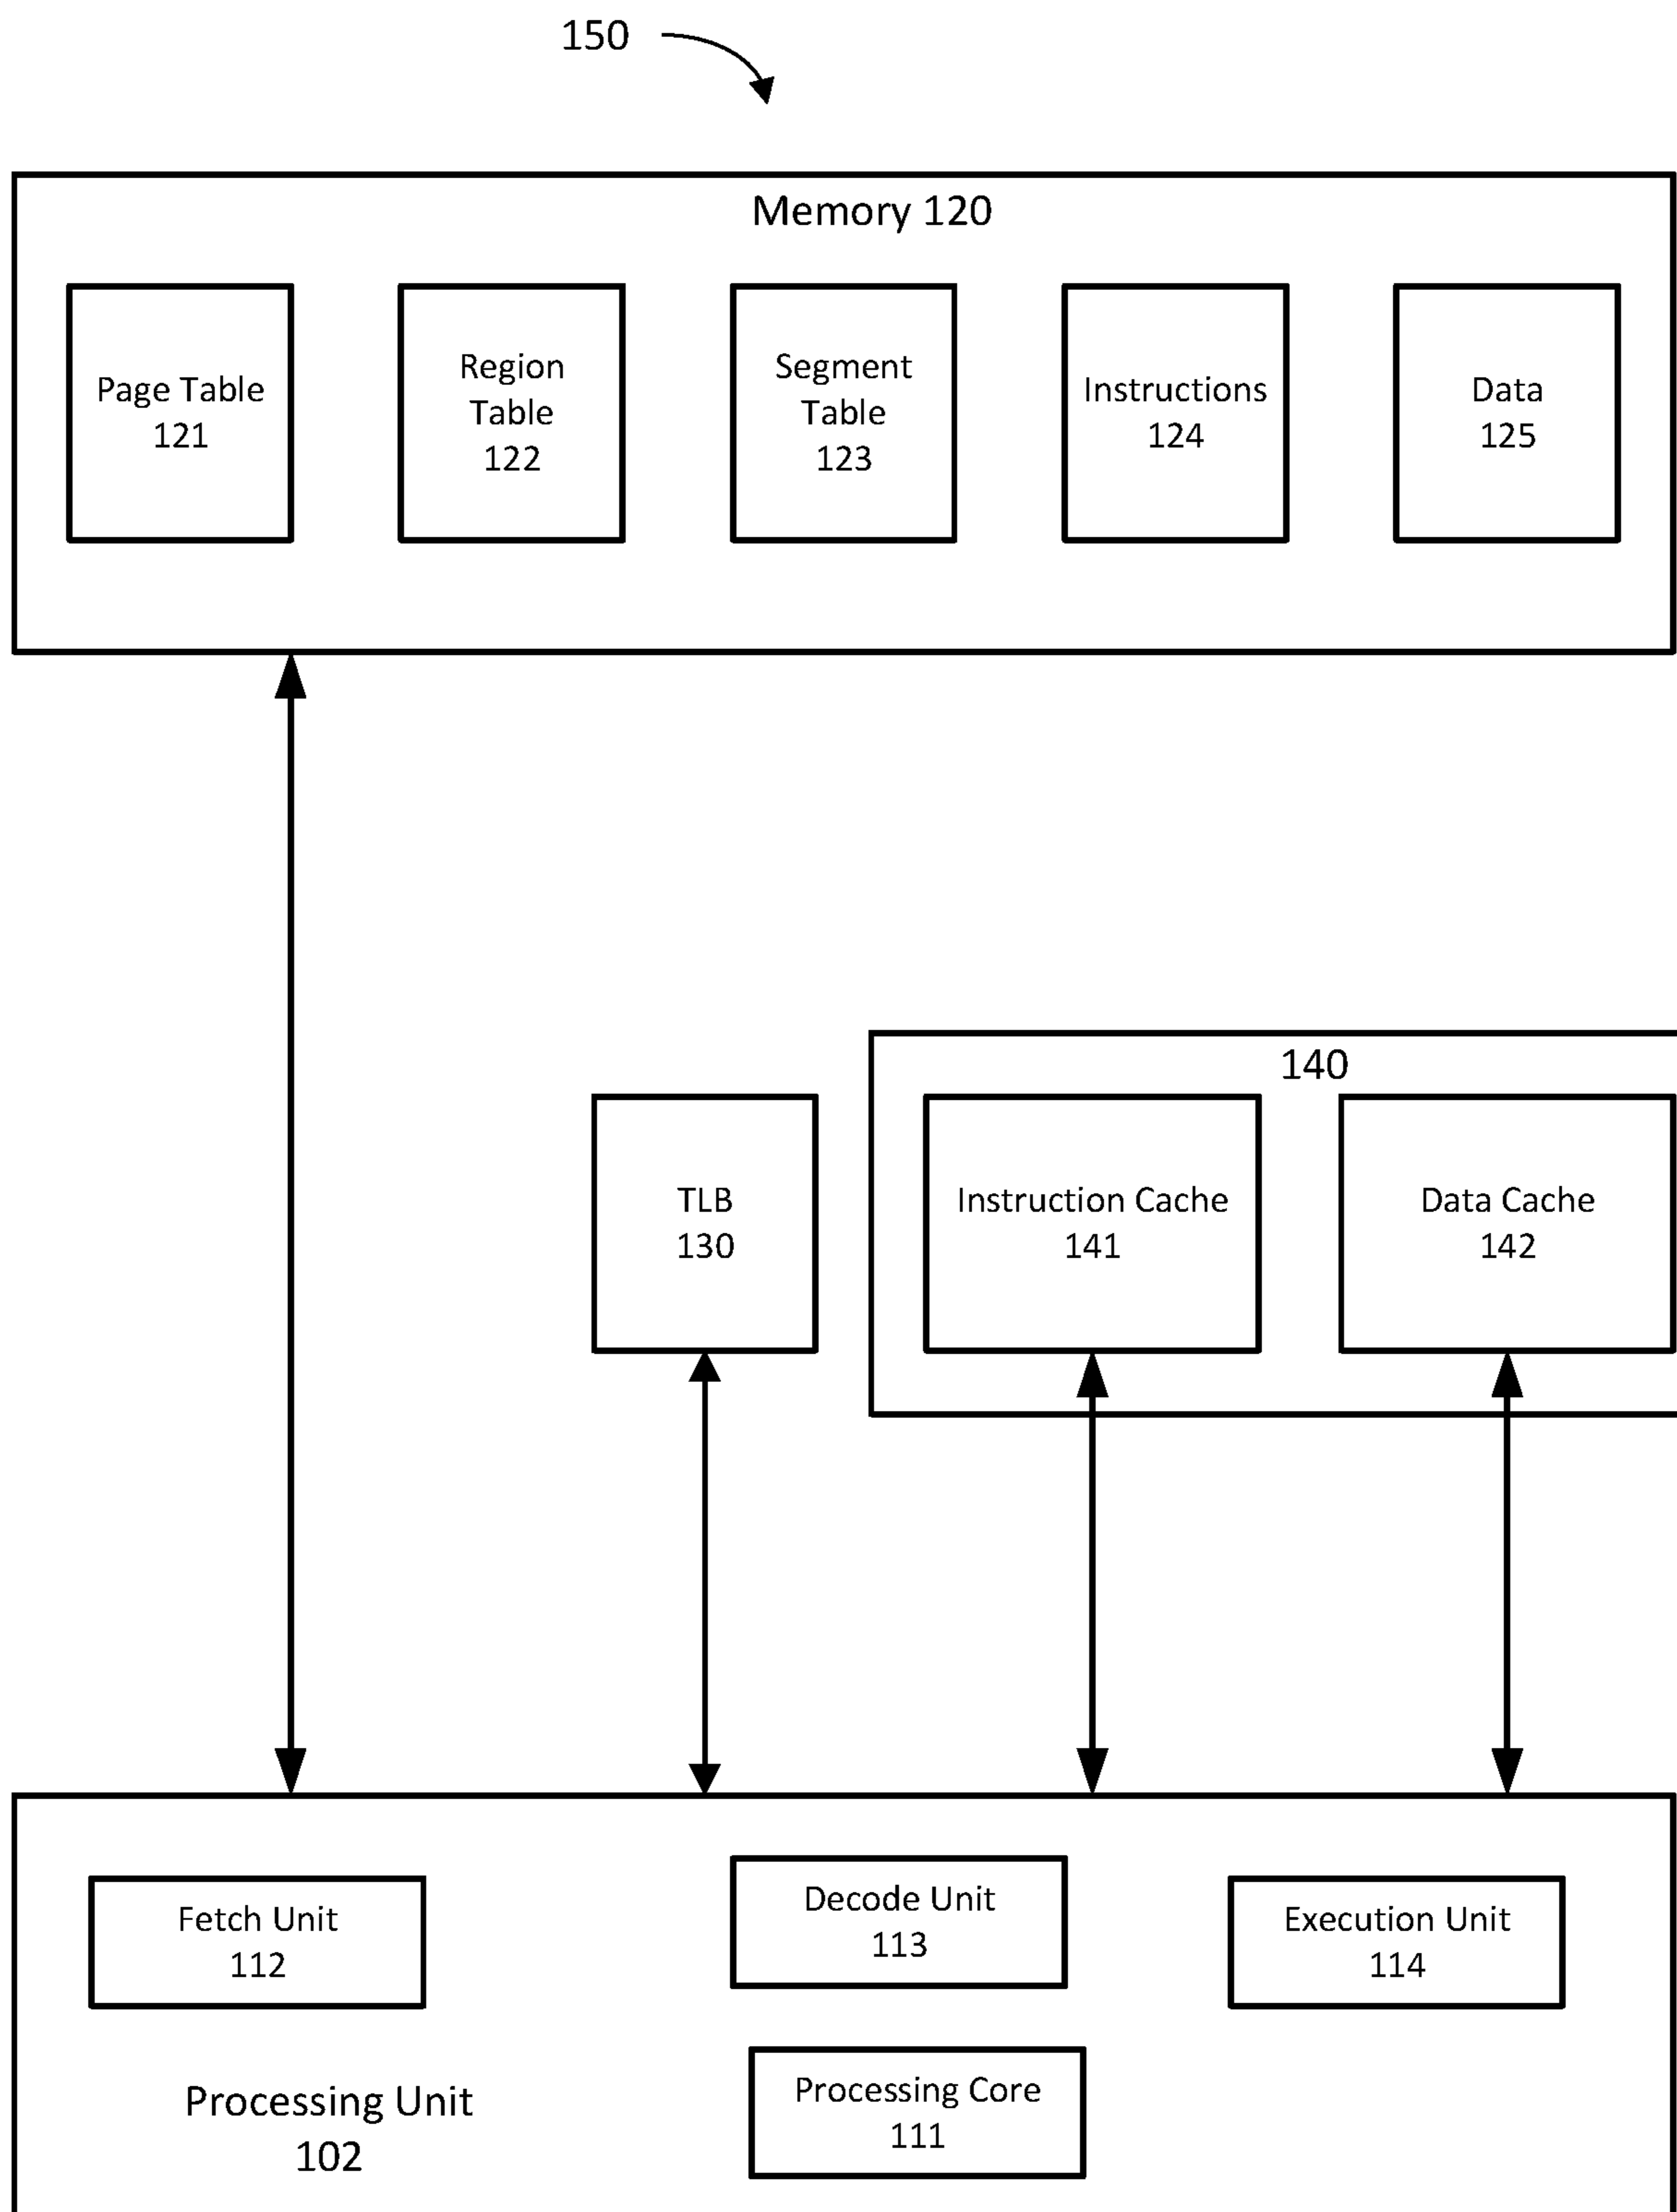 150
Memory 120
Page Table
121
Region
Table
122
Segment
Table
123
Instructions
124
Data
125
140
TLB
130
Instruction Cache
141
Data Cache
142
Fetch Unit
112
Decode Unit
113
Execution Unit
114
Processing Unit
102
Processing Core
111